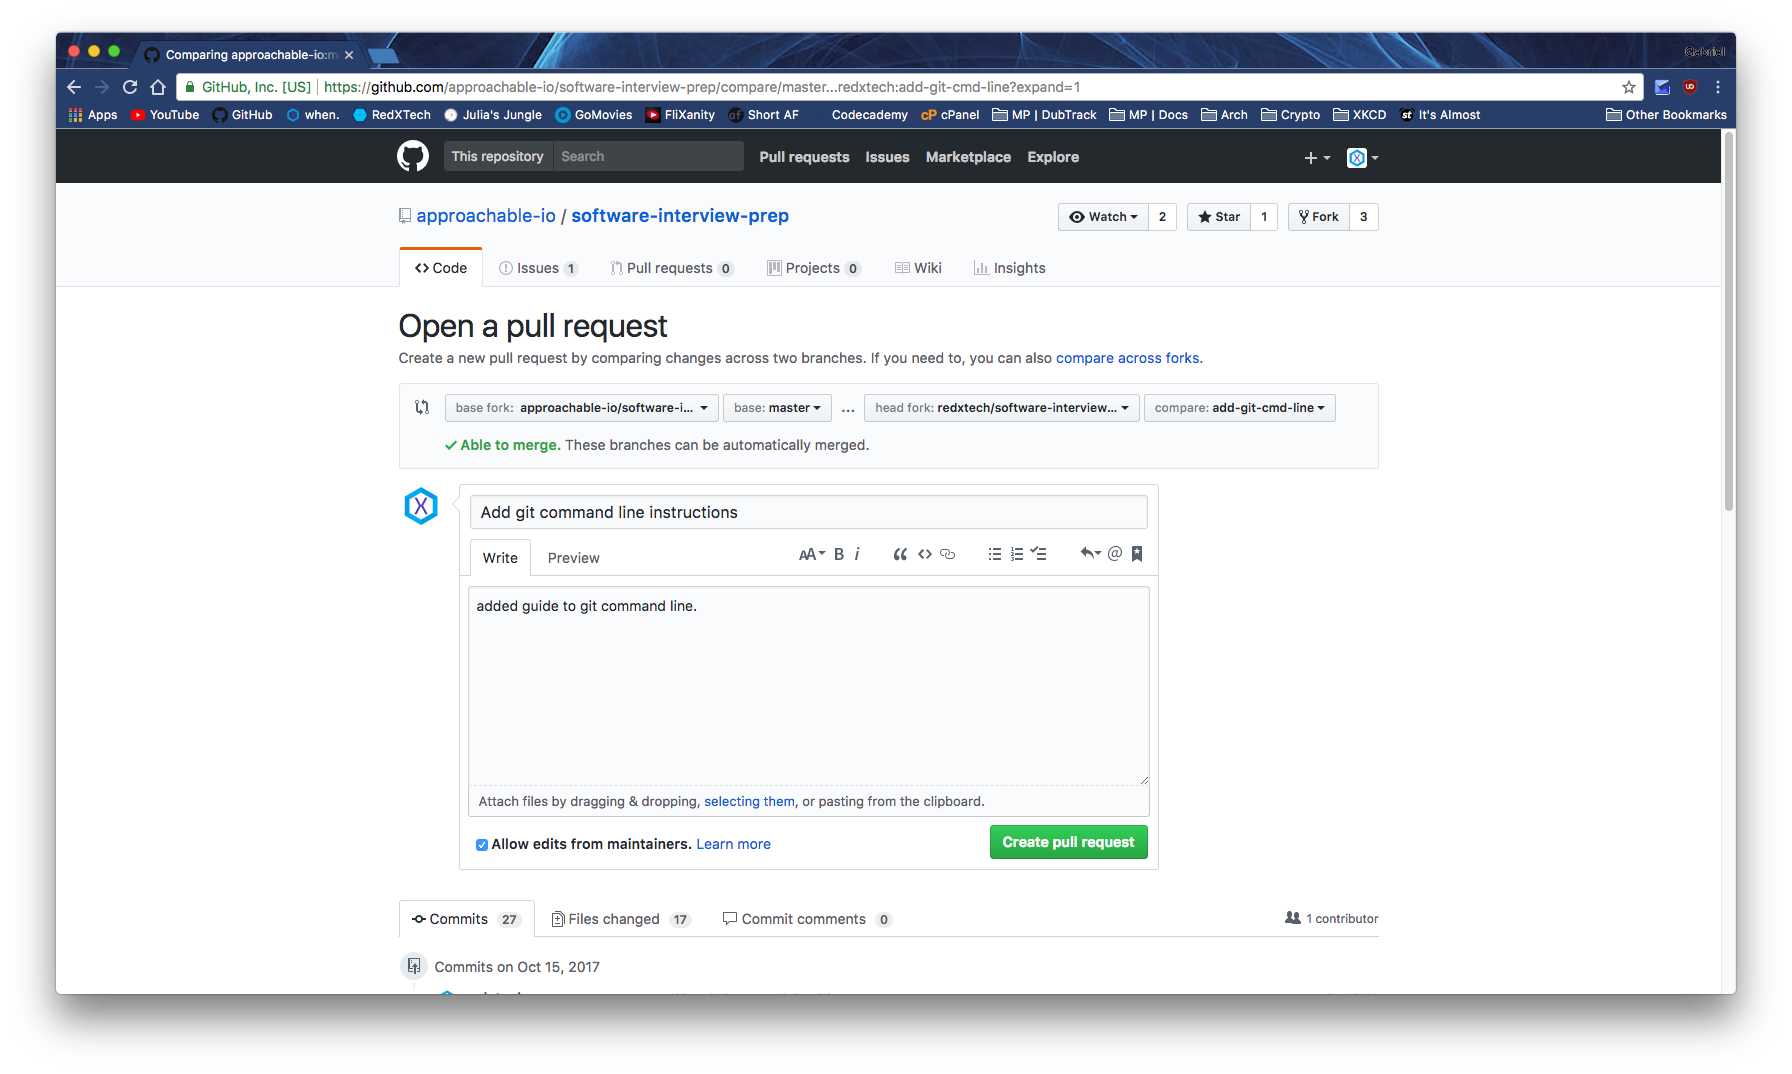 Comparing approachable-io:m
Gabriel
GitHub, Inc. [US] https://github.com/approachable-io/software-interview-prep/compare/master...redxtech:add-git-cmd-line?expand=1
Apps YouTube GitHub when. RedXTech Julia's Jungle GoMovies FliXanity Short AF Codecademy cPanel MP | DubTrack MP | Docs Arch Crypto XKCD It's Almost Other Bookmarks
This repository Search Pull requests Issues Marketplace Explore
approachable-io / software-interview-prep Watch 2 Star 1 Fork 3
Code Issues 1 Pull requests 0 Projects 0 Wiki Insights
Open a pull request
Create a new pull request by comparing changes across two branches. If you need to, you can also compare across forks.
base fork: approachable-io/software-i... base: master ... head fork: redxtech/software-interview... compare: add-git-cmd-line
Able to merge. These branches can be automatically merged.
Add git command line instructions
Write Preview AA B i
added guide to git command line.
Attach files by dragging & dropping, selecting them, or pasting from the clipboard.
Allow edits from maintainers. Learn more Create pull request
Commits 27 Files changed 17 Commit comments 0 1 contributor
Commits on Oct 15, 2017